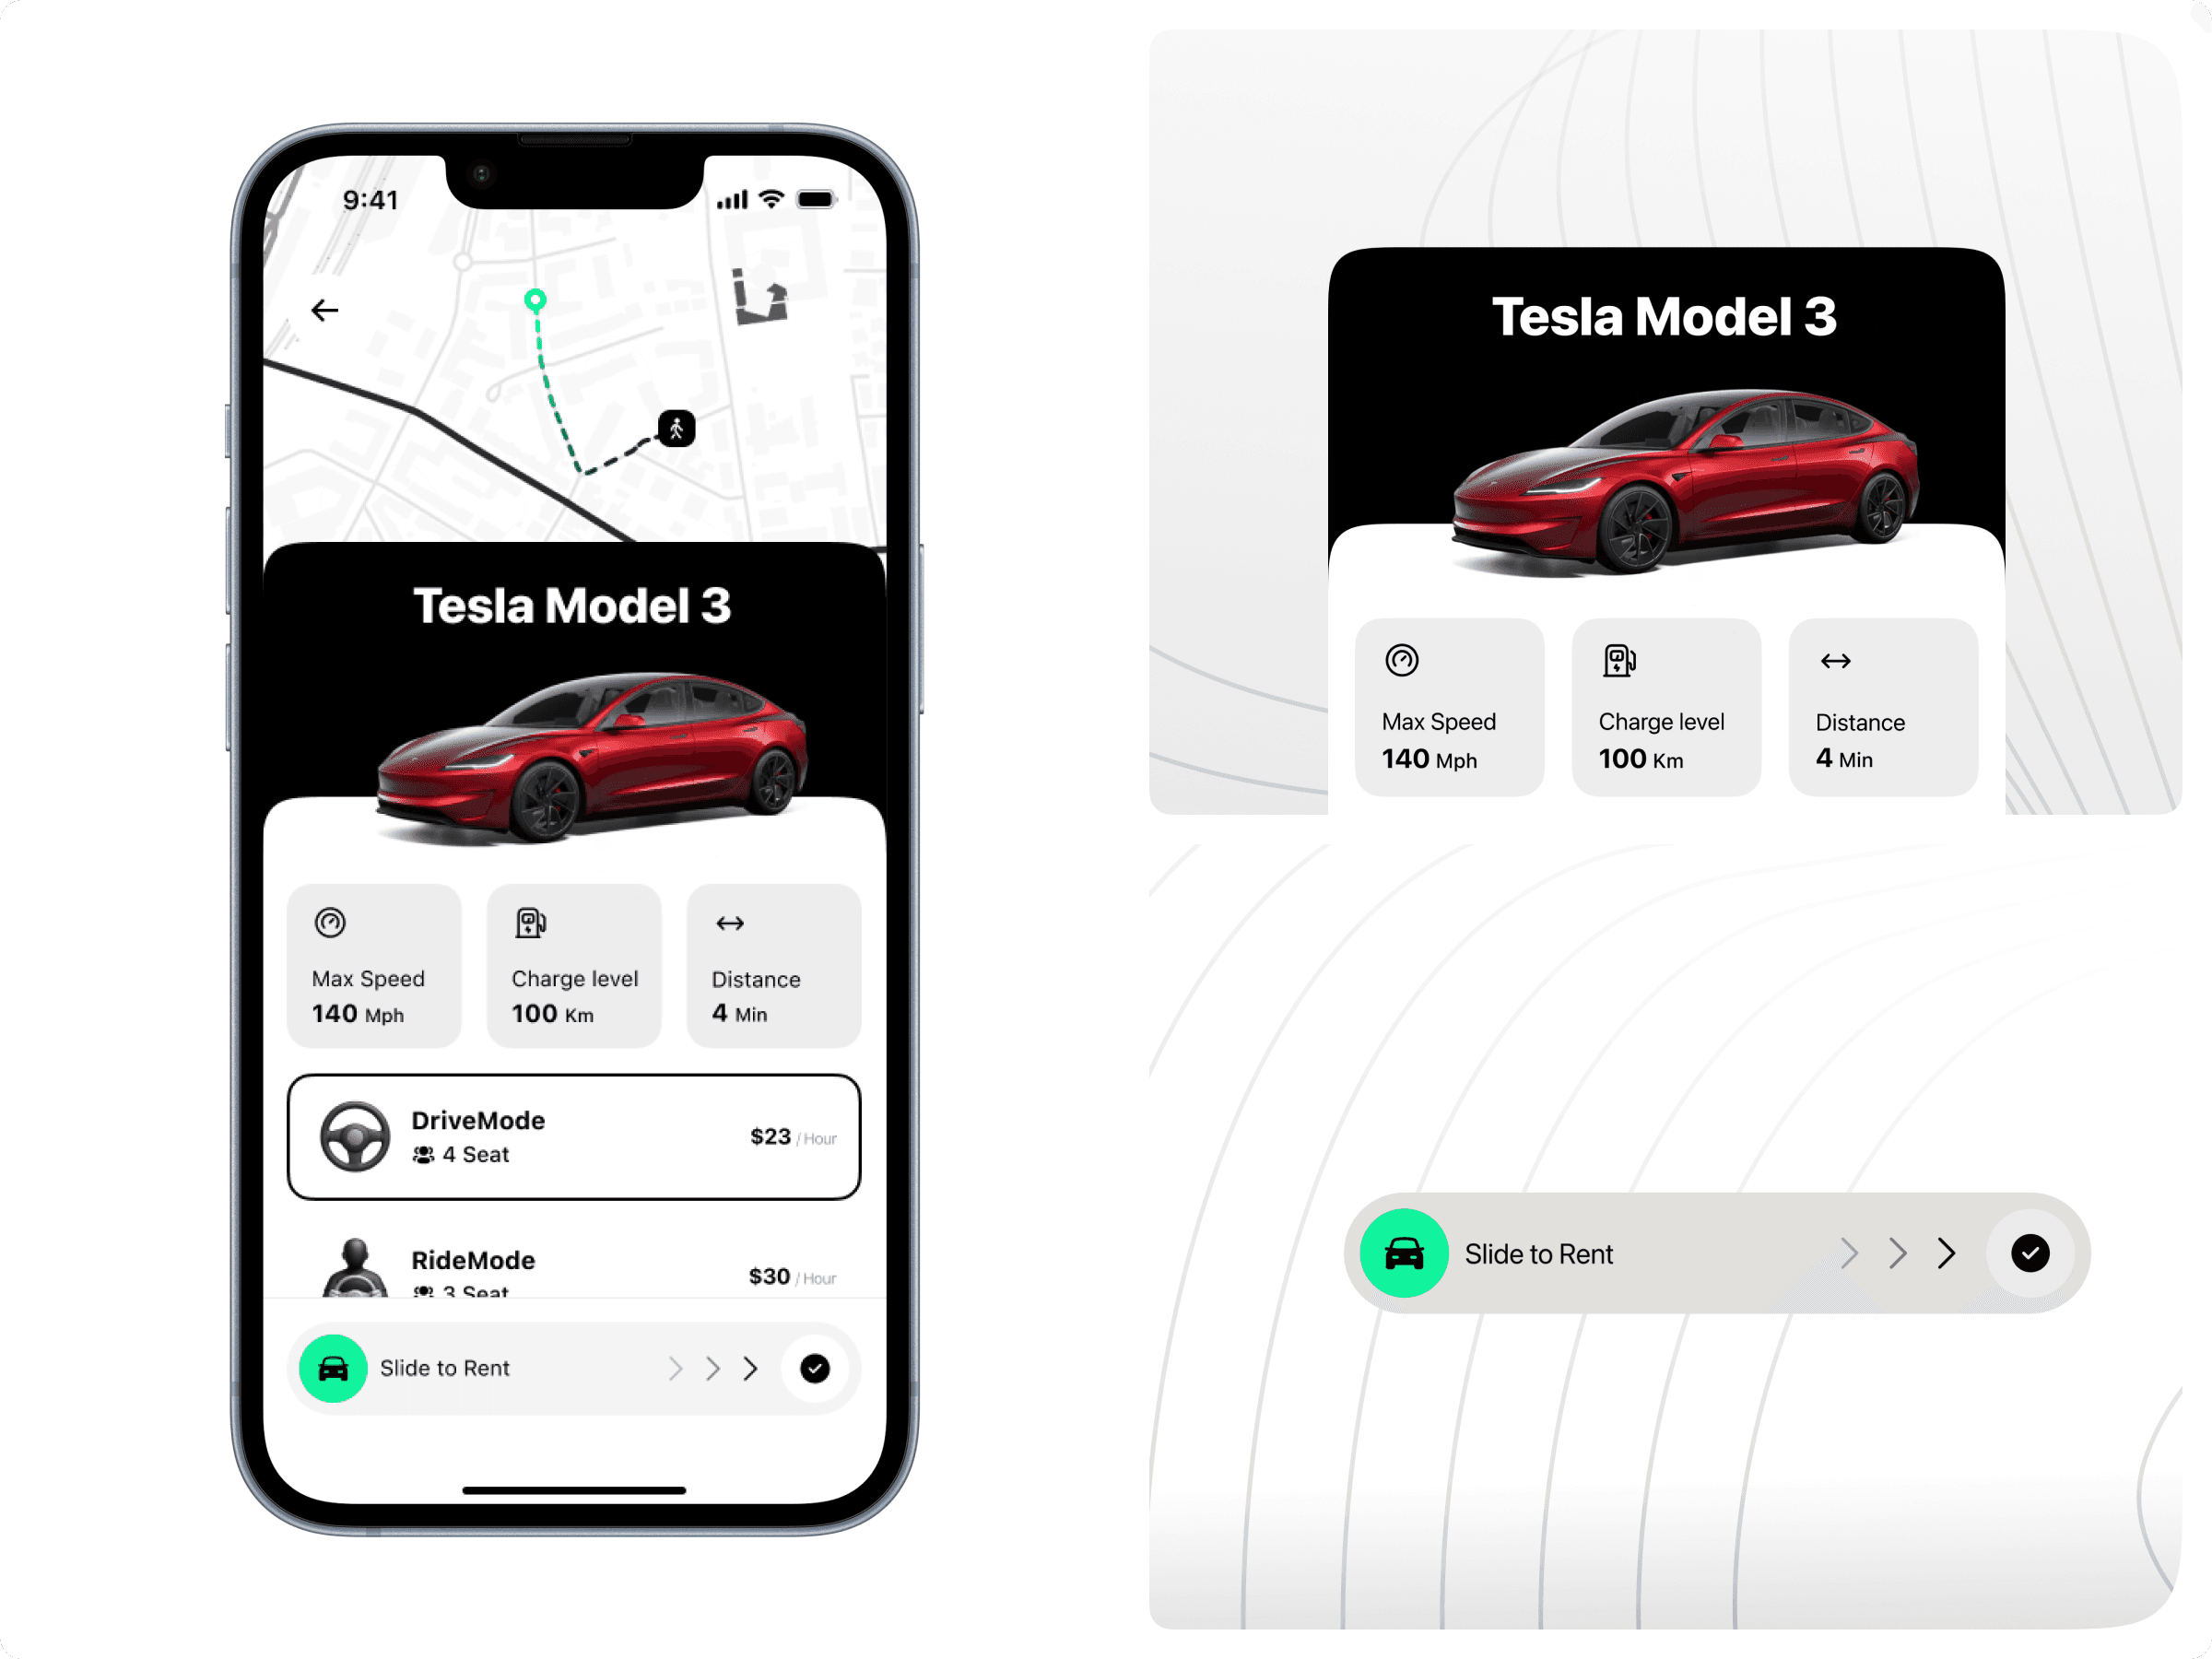 9:41
Tesla Model 3
Max Speed
140 Mph
Charge level
100 Km
Distance
4 Min
DriveMode
4 Seat
$23 / Hour
RideMode
3 Seat
$30 / Hour
Slide to Rent
Tesla Model 3
Max Speed
140 Mph
Charge level
100 Km
Distance
4 Min
Slide to Rent